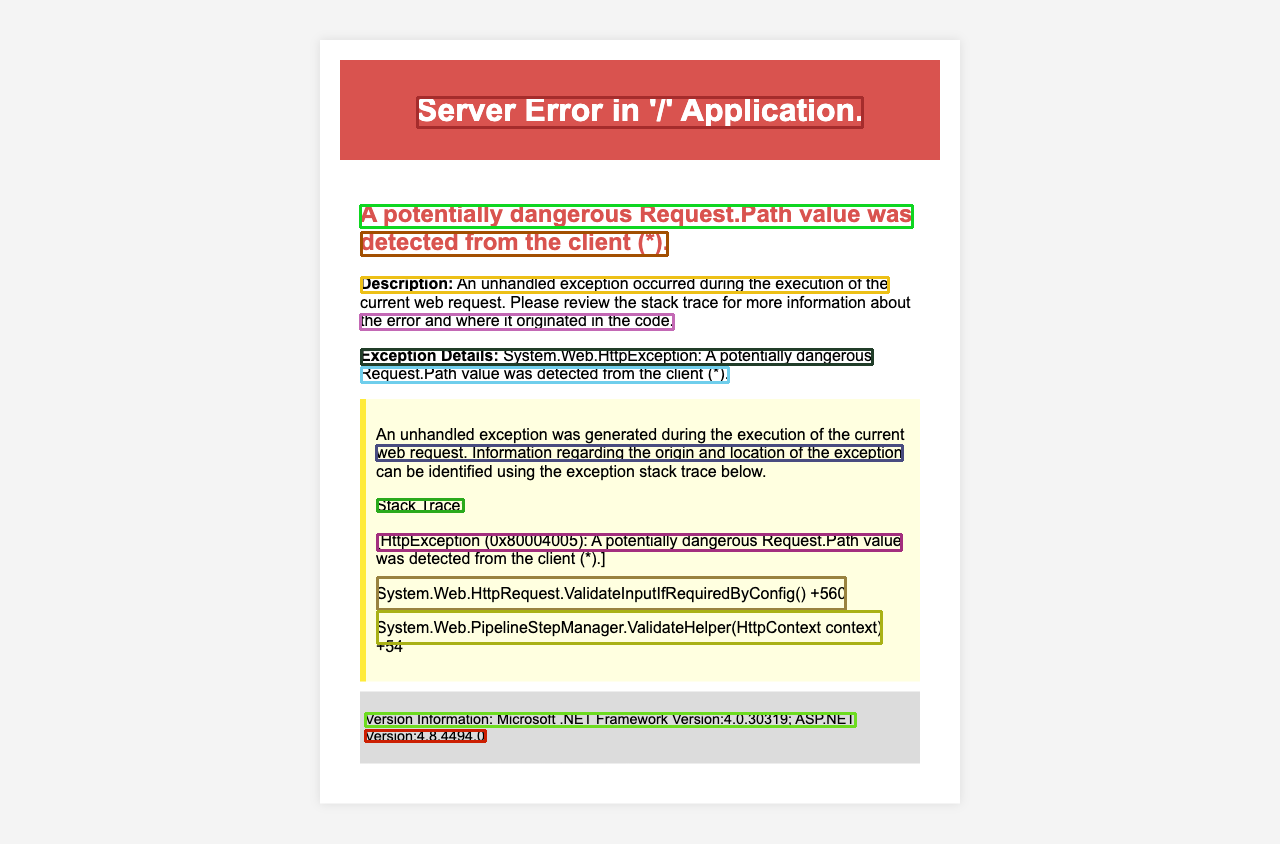 Server Error in '/' Application.
A potentially dangerous Request.Path value was
detected from the client (*).
Description: An unhandled exception occurred during the execution of the
current web request. Please review the stack trace for more information about
the error and where it originated in the code.
Exception Details: System.Web.HttpException: A potentially dangerous
Request.Path value was detected from the client (*).
An unhandled exception was generated during the execution of the current
web request. Information regarding the origin and location of the exception
can be identified using the exception stack trace below.
Stack Trace:
[HttpException (0x80004005): A potentially dangerous Request.Path value
was detected from the client (*).]
System.Web.HttpRequest.ValidateInputIfRequiredByConfig() +560
System.Web.PipelineStepManager.ValidateHelper(HttpContext context)
+54
Version Information: Microsoft .NET Framework Version:4.0.30319; ASP.NET
Version:4.8.4494.0